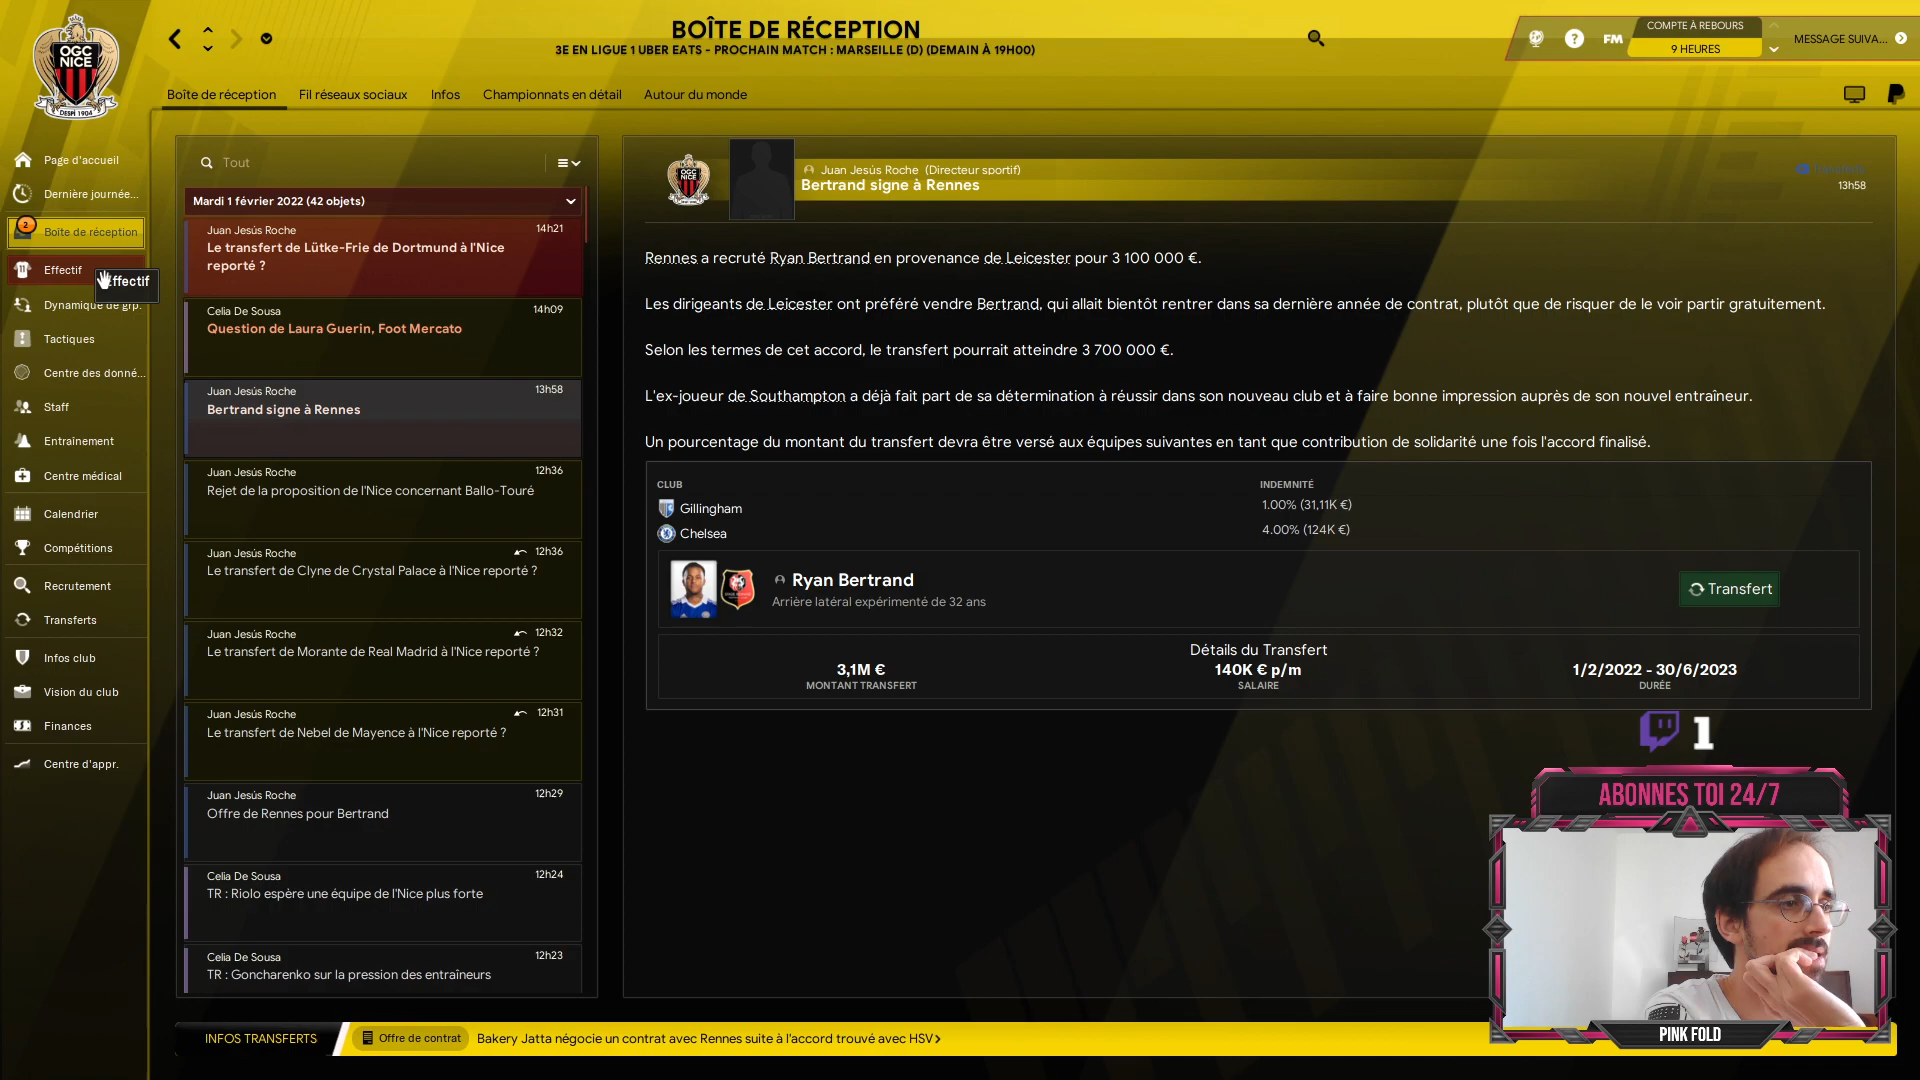 OGC
NICE
DESPI 1904
BOÎTE DE RÉCEPTION
3E EN LIGUE 1 UBER EATS - PROCHAIN MATCH : MARSEILLE (D) (DEMAIN À 19H00)
FM
COMPTE À REBOURS
9 HEURES
MESSAGE SUIVA...
Boîte de réception
Fil réseaux sociaux
Infos
Championnats en détail
Autour du monde
Page d'accueil
Dernière journée...
2
Boîte de réception
Effectif
Effectif
Dynamique de grp.
Tactiques
Centre des donné...
Staff
Entraînement
Centre médical
Calendrier
Compétitions
Recrutement
Transferts
Infos club
Vision du club
Finances
Centre d'appr.
Tout
Mardi 1 février 2022 (42 objets)
Juan Jesús Roche 14h21
Le transfert de Lütke-Frie de Dortmund à l'Nice
reporté ?
Celia De Sousa 14h09
Question de Laura Guerin, Foot Mercato
Juan Jesús Roche 13h58
Bertrand signe à Rennes
Juan Jesús Roche 12h36
Rejet de la proposition de l'Nice concernant Ballo-Touré
Juan Jesús Roche 12h36
Le transfert de Clyne de Crystal Palace à l'Nice reporté ?
Juan Jesús Roche 12h32
Le transfert de Morante de Real Madrid à l'Nice reporté ?
Juan Jesús Roche 12h31
Le transfert de Nebel de Mayence à l'Nice reporté ?
Juan Jesús Roche 12h29
Offre de Rennes pour Bertrand
Celia De Sousa 12h24
TR : Riolo espère une équipe de l'Nice plus forte
Celia De Sousa 12h23
TR : Goncharenko sur la pression des entraîneurs
OGC
NICE
Juan Jesús Roche (Directeur sportif)
Bertrand signe à Rennes
13h58
Rennes a recruté Ryan Bertrand en provenance de Leicester pour 3 100 000 €.
Les dirigeants de Leicester ont préféré vendre Bertrand, qui allait bientôt rentrer dans sa dernière année de contrat, plutôt que de risquer de le voir partir gratuitement.
Selon les termes de cet accord, le transfert pourrait atteindre 3 700 000 €.
L'ex-joueur de Southampton a déjà fait part de sa détermination à réussir dans son nouveau club et à faire bonne impression auprès de son nouvel entraîneur.
Un pourcentage du montant du transfert devra être versé aux équipes suivantes en tant que contribution de solidarité une fois l'accord finalisé.
CLUB INDEMNITÉ
Gillingham 1.00% (31,11K €)
Chelsea 4.00% (124K €)
Ryan Bertrand
Arrière latéral expérimenté de 32 ans
Transfert
Détails du Transfert
3,1M € 140K € p/m 1/2/2022 - 30/6/2023
MONTANT TRANSFERT SALAIRE DURÉE
1
ABONNES TOI 24/7
PINK FOLD
INFOS TRANSFERTS
Offre de contrat
Bakery Jatta négocie un contrat avec Rennes suite à l'accord trouvé avec HSV>